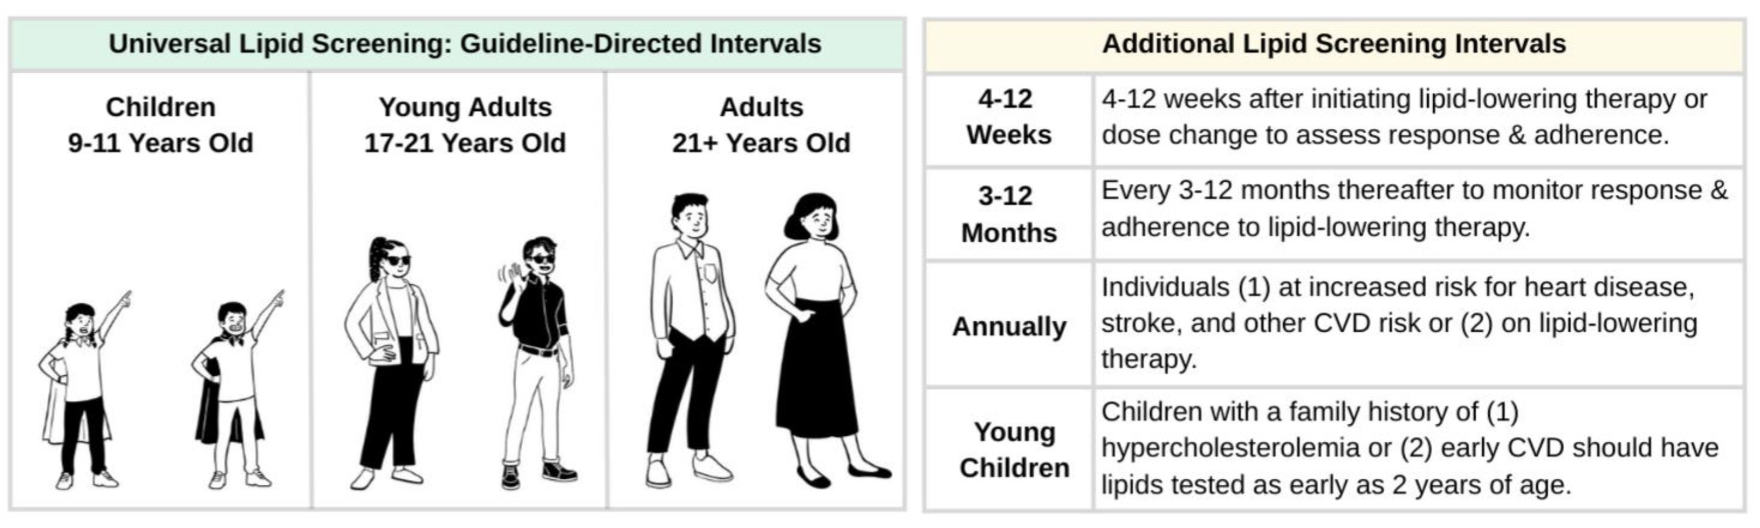 Universal Lipid Screening: Guideline-Directed Intervals
Children
9-11 Years Old
Young Adults
17-21 Years Old
Adults
21+ Years Old
Additional Lipid Screening Intervals
4-12
Weeks
4-12 weeks after initiating lipid-lowering therapy or
dose change to assess response & adherence.
3-12
Months
Every 3-12 months thereafter to monitor response &
adherence to lipid-lowering therapy.
Annually
Individuals (1) at increased risk for heart disease,
stroke, and other CVD risk or (2) on lipid-lowering
therapy.
Young
Children
Children with a family history of (1)
hypercholesterolemia or (2) early CVD should have
lipids tested as early as 2 years of age.